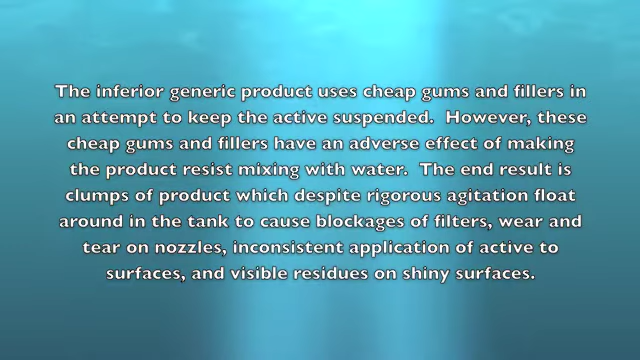 The inferior generic product uses cheap gums and fillers in
an attempt to keep the active suspended.  However, these
cheap gums and fillers have an adverse effect of making
the product resist mixing with water.  The end result is
clumps of product which despite rigorous agitation float
around in the tank to cause blockages of filters, wear and
tear on nozzles, inconsistent application of active to
surfaces, and visible residues on shiny surfaces.